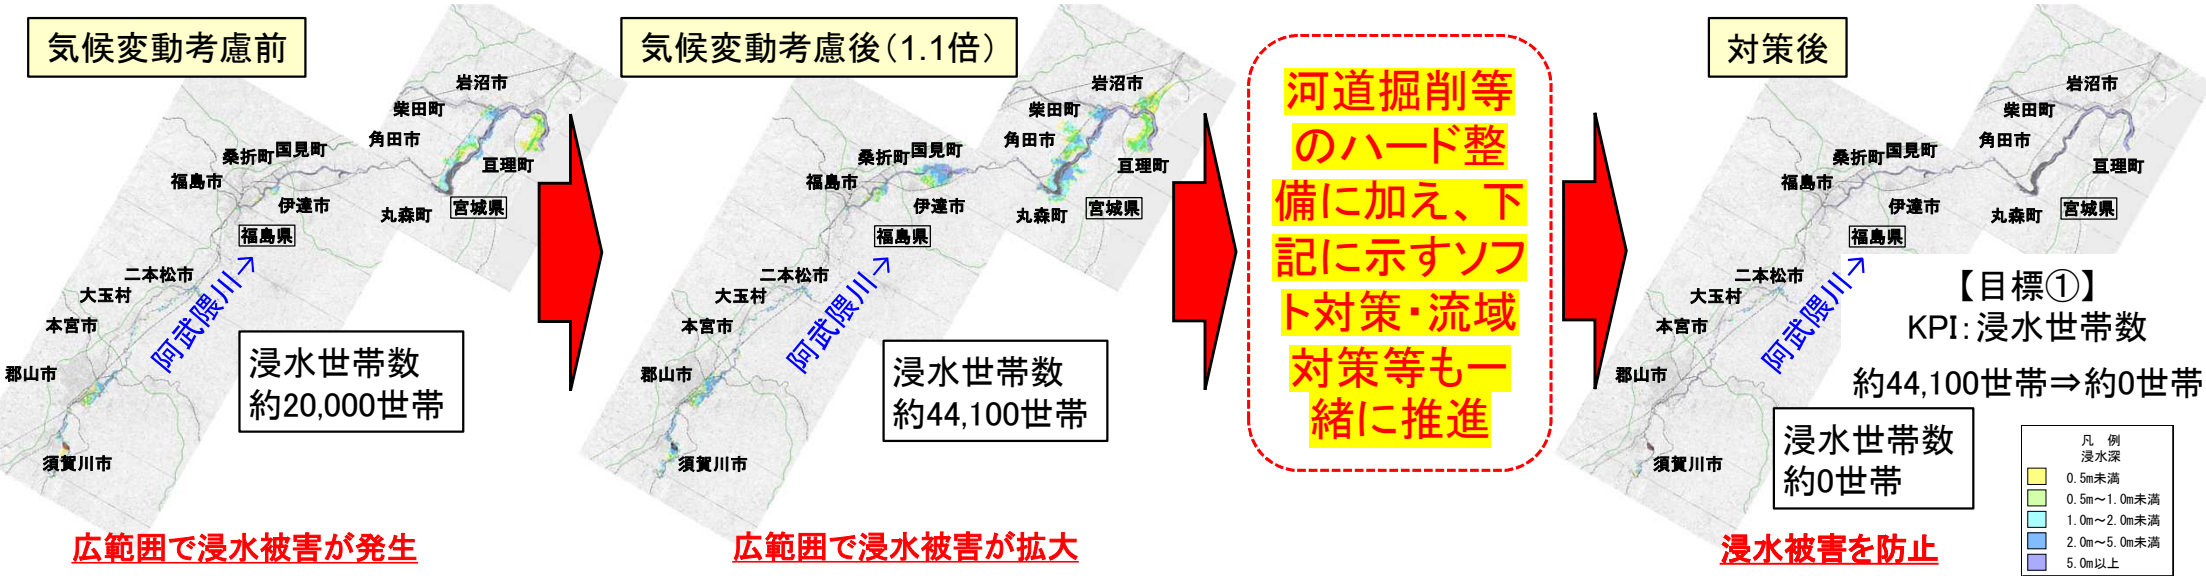 気候変動考慮前
岩沼市
柴田町
角田市
国見町
桑折町
亘理町
福島市
伊達市
丸森町
宮城県
福島県
二本松市
大玉村
阿武隈川→
本宮市
郡山市
須賀川市
浸水世帯数
約20,000世帯
広範囲で浸水被害が発生
気候変動考慮後（1.1倍）
岩沼市
柴田町
角田市
国見町
桑折町
亘理町
福島市
伊達市
丸森町
宮城県
福島県
二本松市
大玉村
阿武隈川→
本宮市
郡山市
須賀川市
浸水世帯数
約44,100世帯
広範囲で浸水被害が拡大
河道掘削等
のハード整
備に加え、下
記に示すソフ
ト対策・流域
対策等も一
緒に推進
対策後
岩沼市
柴田町
角田市
国見町
桑折町
亘理町
福島市
伊達市
丸森町
宮城県
福島県
二本松市
大玉村
阿武隈川→
本宮市
郡山市
須賀川市
【目標①】
KPI：浸水世帯数
約44,100世帯⇒約0世帯
浸水世帯数
約0世帯
浸水被害を防止
凡 例
浸水深
0.5m未満
0.5m～1.0m未満
1.0m～2.0m未満
2.0m～5.0m未満
5.0m以上